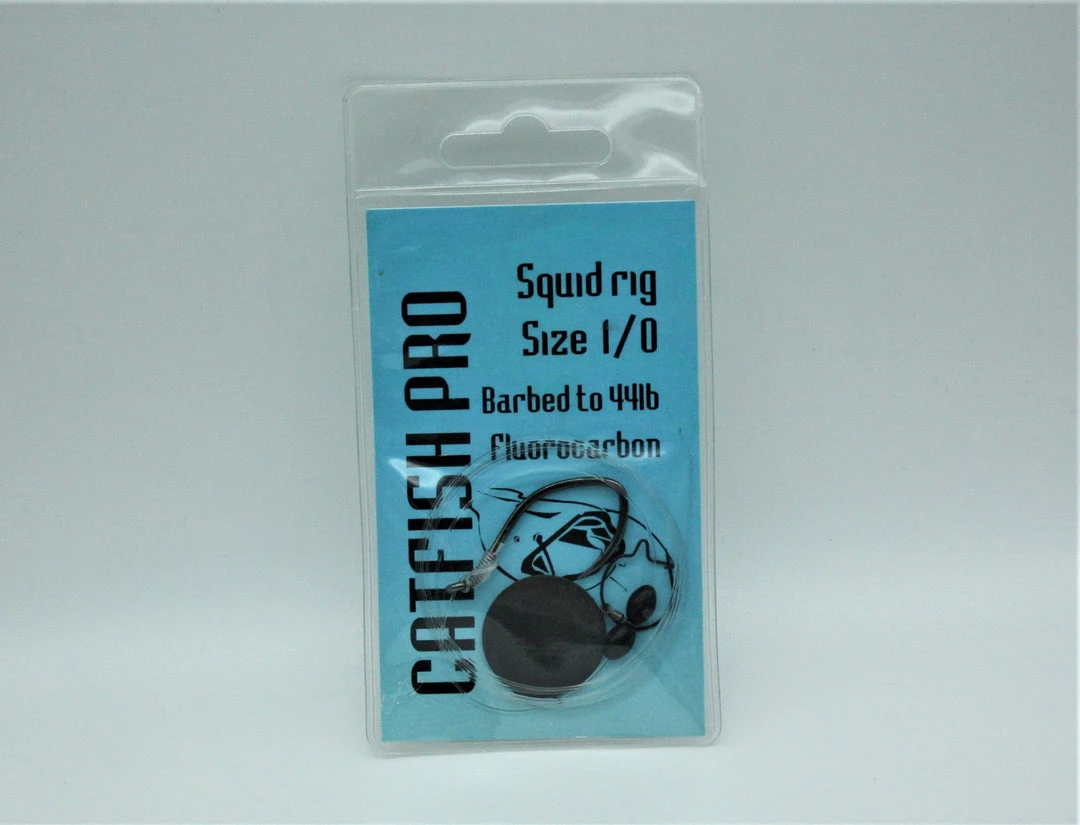 CATFISH PRO
Squid rig
Size 1/0
Barbed to 44lb
fluorocarbon